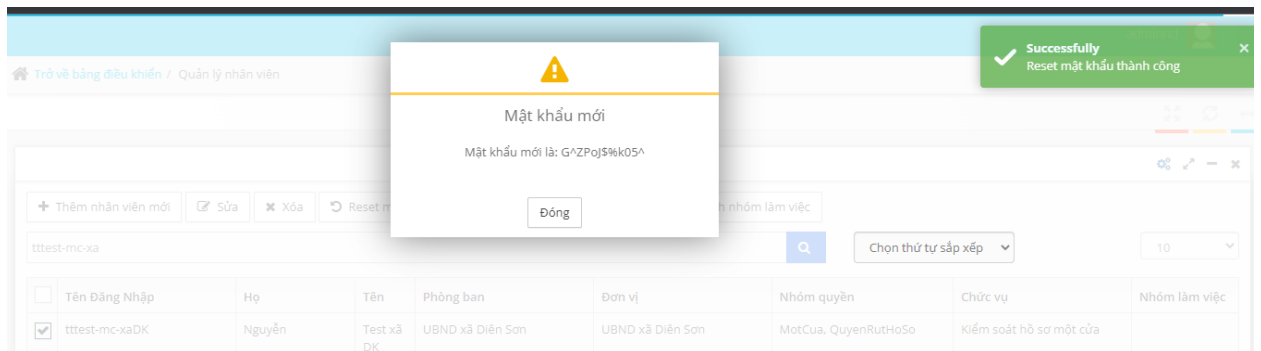 Successfully
Reset mật khẩu thành công
Trở về bảng điều khiển / Quản lý nhân viên
Mật khẩu mới
Mật khẩu mới là: G^ZPoJ$%k05^
Đóng
Thêm nhân viên mới Sửa Xóa Reset h nhóm làm việc
tttest-mc-xa Chọn thứ tự sắp xếp 10
Tên Đăng Nhập Họ Tên Phòng ban Đơn vị Nhóm quyền Chức vụ Nhóm làm việc
tttest-mc-xaDK Nguyễn Test xã UBND xã Diên Sơn UBND xã Diên Sơn MotCua, QuyenRutHoSo Kiểm soát hồ sơ một cửa
DK